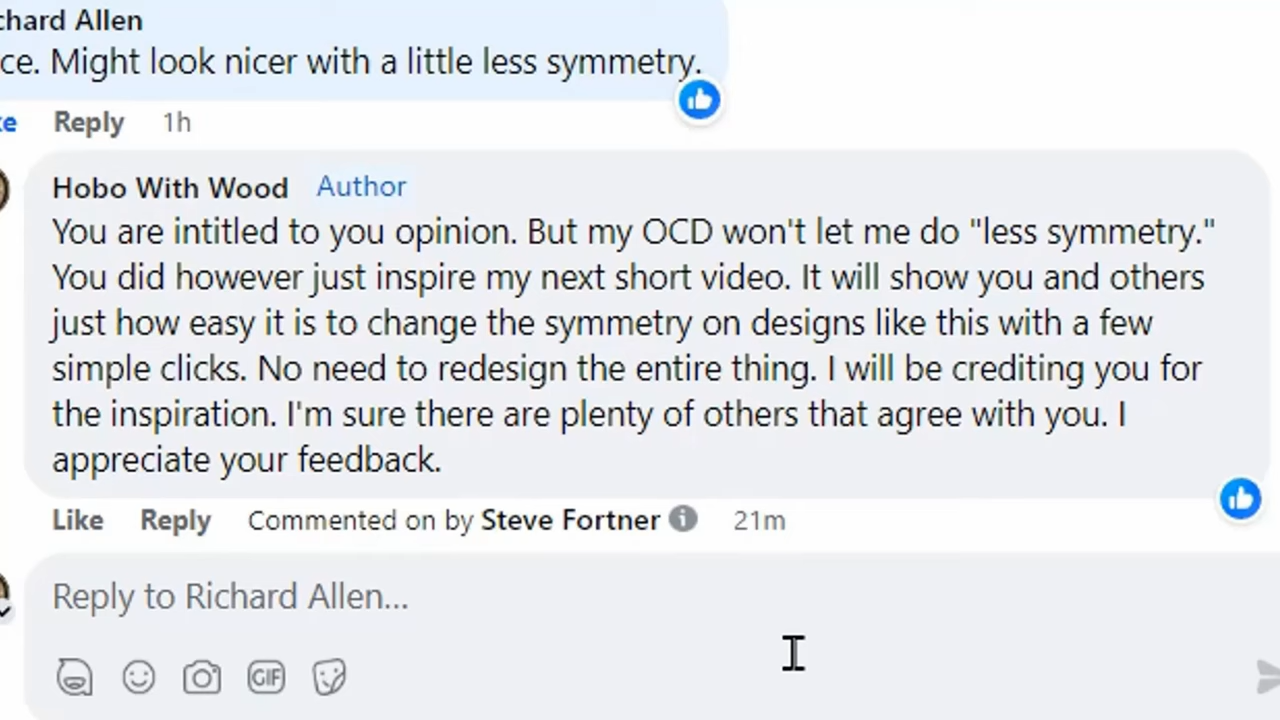 chard Allen
ce. Might look nicer with a little less symmetry.
ke Reply 1h
Hobo With Wood Author
You are intitled to you opinion. But my OCD won't let me do "less symmetry."
You did however just inspire my next short video. It will show you and others
just how easy it is to change the symmetry on designs like this with a few
simple clicks. No need to redesign the entire thing. I will be crediting you for
the inspiration. I'm sure there are plenty of others that agree with you. I
appreciate your feedback.
Like Reply Commented on by Steve Fortner 21m
Reply to Richard Allen...
GIF